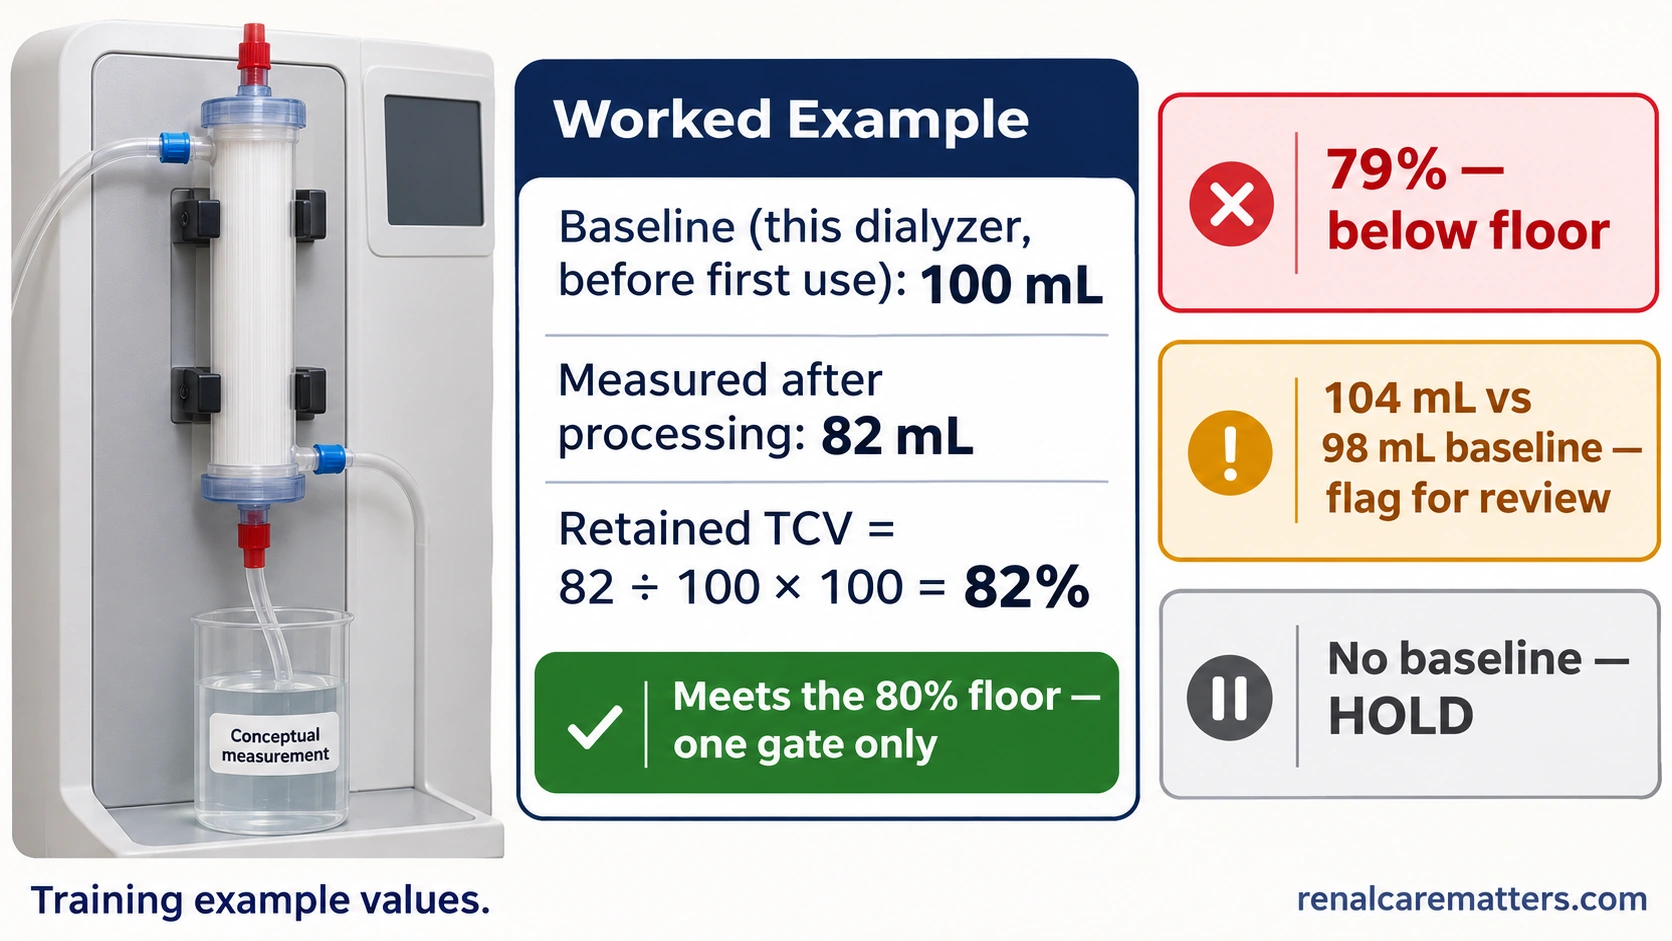 Worked Example
Baseline (this dialyzer,
before first use): 100 mL
Measured after
processing: 82 mL
Retained TCV =
82 ÷ 100 × 100 = 82%
Meets the 80% floor —
one gate only
79% —
below floor
104 mL vs
98 mL baseline —
flag for review
No baseline —
HOLD
Conceptual
measurement
Training example values.
renalcarematters.com